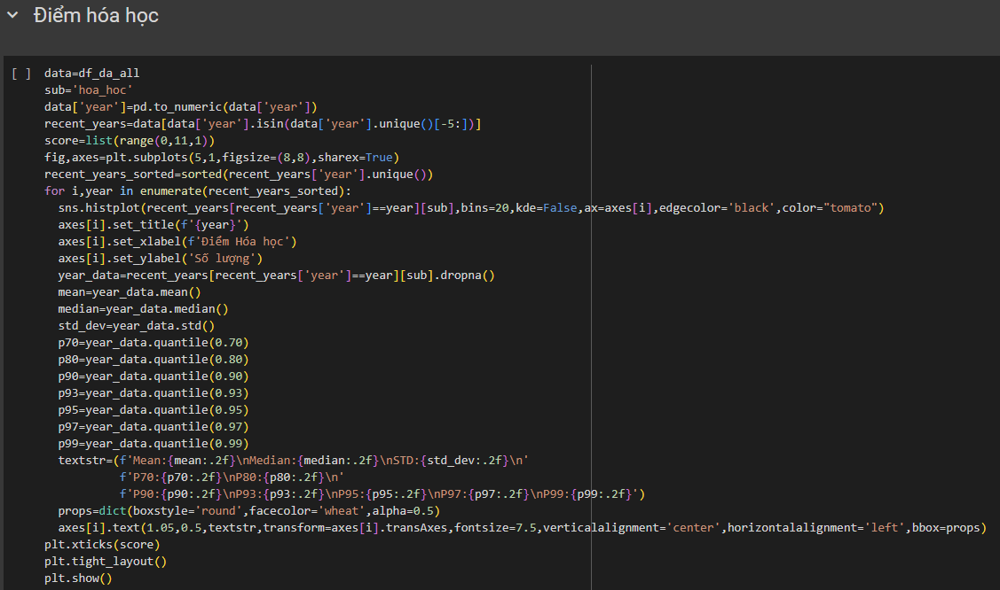 Điểm hóa học
[ ] data=df_da_all
sub='hoa_hoc'
data['year']=pd.to_numeric(data['year'])
recent_years=data[data['year'].isin(data['year'].unique()[-5:])]
score=list(range(0,11,1))
fig,axes=plt.subplots(5,1,figsize=(8,8),sharex=True)
recent_years_sorted=sorted(recent_years['year'].unique())
for i,year in enumerate(recent_years_sorted):
  sns.histplot(recent_years[recent_years['year']==year][sub],bins=20,kde=False,ax=axes[i],edgecolor='black',color="tomato")
  axes[i].set_title(f'{year}')
  axes[i].set_xlabel(f'Điểm Hóa học')
  axes[i].set_ylabel('Số lượng')
  year_data=recent_years[recent_years['year']==year][sub].dropna()
  mean=year_data.mean()
  median=year_data.median()
  std_dev=year_data.std()
  p70=year_data.quantile(0.70)
  p80=year_data.quantile(0.80)
  p90=year_data.quantile(0.90)
  p93=year_data.quantile(0.93)
  p95=year_data.quantile(0.95)
  p97=year_data.quantile(0.97)
  p99=year_data.quantile(0.99)
  textstr=(f'Mean:{mean:.2f}\nMedian:{median:.2f}\nSTD:{std_dev:.2f}\n'
           f'P70:{p70:.2f}\nP80:{p80:.2f}\n'
           f'P90:{p90:.2f}\nP93:{p93:.2f}\nP95:{p95:.2f}\nP97:{p97:.2f}\nP99:{p99:.2f}')
  props=dict(boxstyle='round',facecolor='wheat',alpha=0.5)
  axes[i].text(1.05,0.5,textstr,transform=axes[i].transAxes,fontsize=7.5,verticalalignment='center',horizontalalignment='left',bbox=props)
plt.xticks(score)
plt.tight_layout()
plt.show()